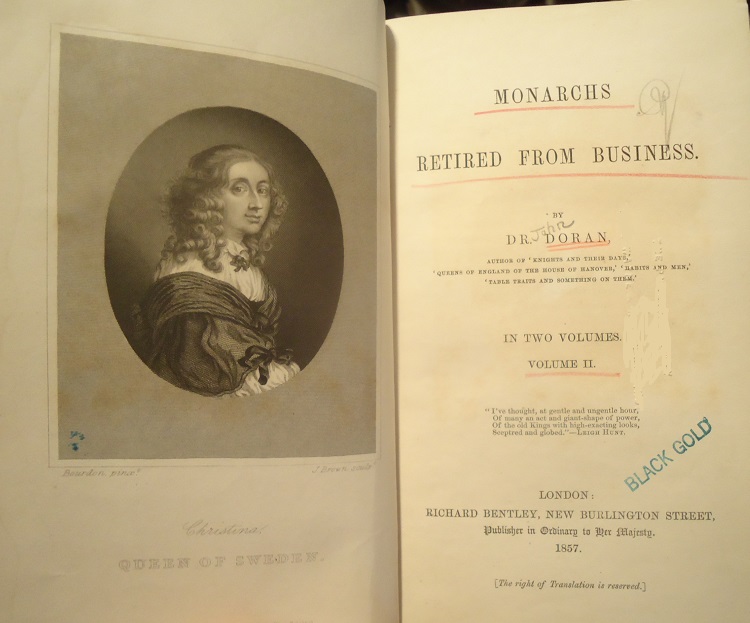 Bourdon pinx.t
J Brown sculp.t
Christina.
QUEEN OF SWEDEN.
MONARCHS
RETIRED FROM BUSINESS.
BY
John
DR. DORAN,
AUTHOR OF 'KNIGHTS AND THEIR DAYS,'
'QUEENS OF ENGLAND OF THE HOUSE OF HANOVER,' 'HABITS AND MEN,'
'TABLE TRAITS AND SOMETHING ON THEM.'
IN TWO VOLUMES.
VOLUME II.
"I've thought, at gentle and ungentle hour,
Of many an act and giant-shape of power,
Of the old Kings with high-exacting looks,
Sceptred and globed."—LEIGH HUNT.
BLACK GOLD
LONDON:
RICHARD BENTLEY, NEW BURLINGTON STREET,
Publisher in Ordinary to Her Majesty.
1857.
[The right of Translation is reserved.]